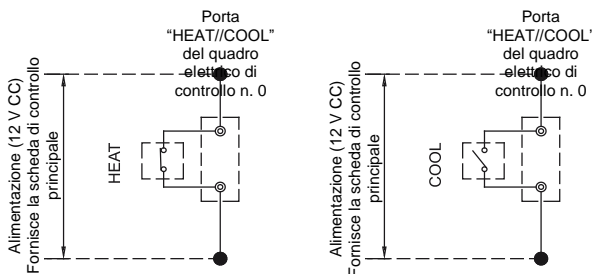 Porta
“HEAT//COOL”
del quadro
elettrico di
controllo n. 0
Alimentazione (12 V CC)
Fornisce la scheda di controllo
principale
HEAT
Porta
“HEAT//COOL”
del quadro
elettrico di
controllo n. 0
Alimentazione (12 V CC)
Fornisce la scheda di controllo
principale
COOL